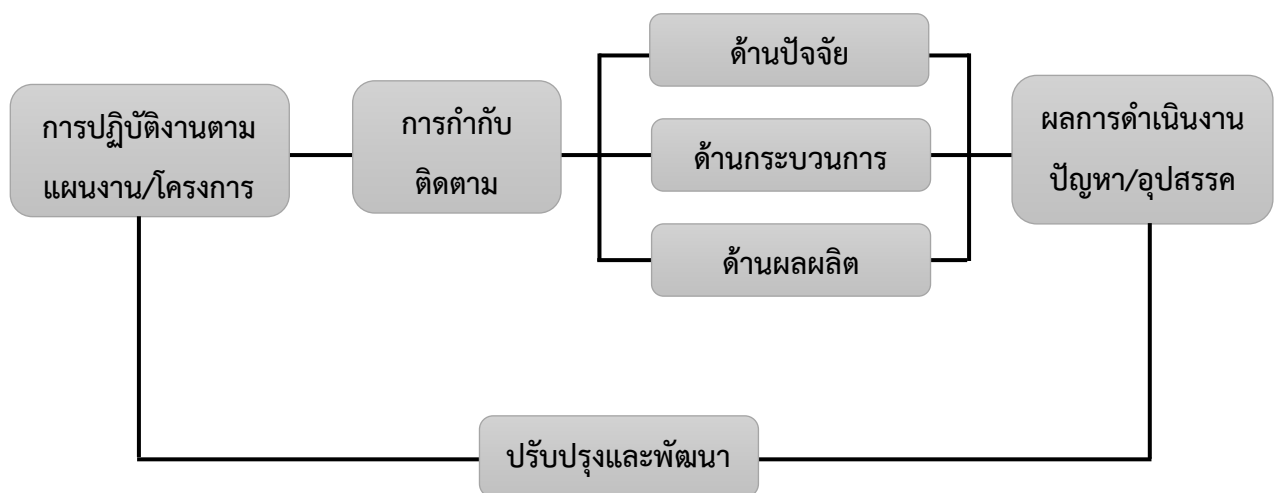 การปฏิบัติงานตาม
แผนงาน/โครงการ
การกำกับ
ติดตาม
ด้านปัจจัย
ด้านกระบวนการ
ด้านผลผลิต
ผลการดำเนินงาน
ปัญหา/อุปสรรค
ปรับปรุงและพัฒนา